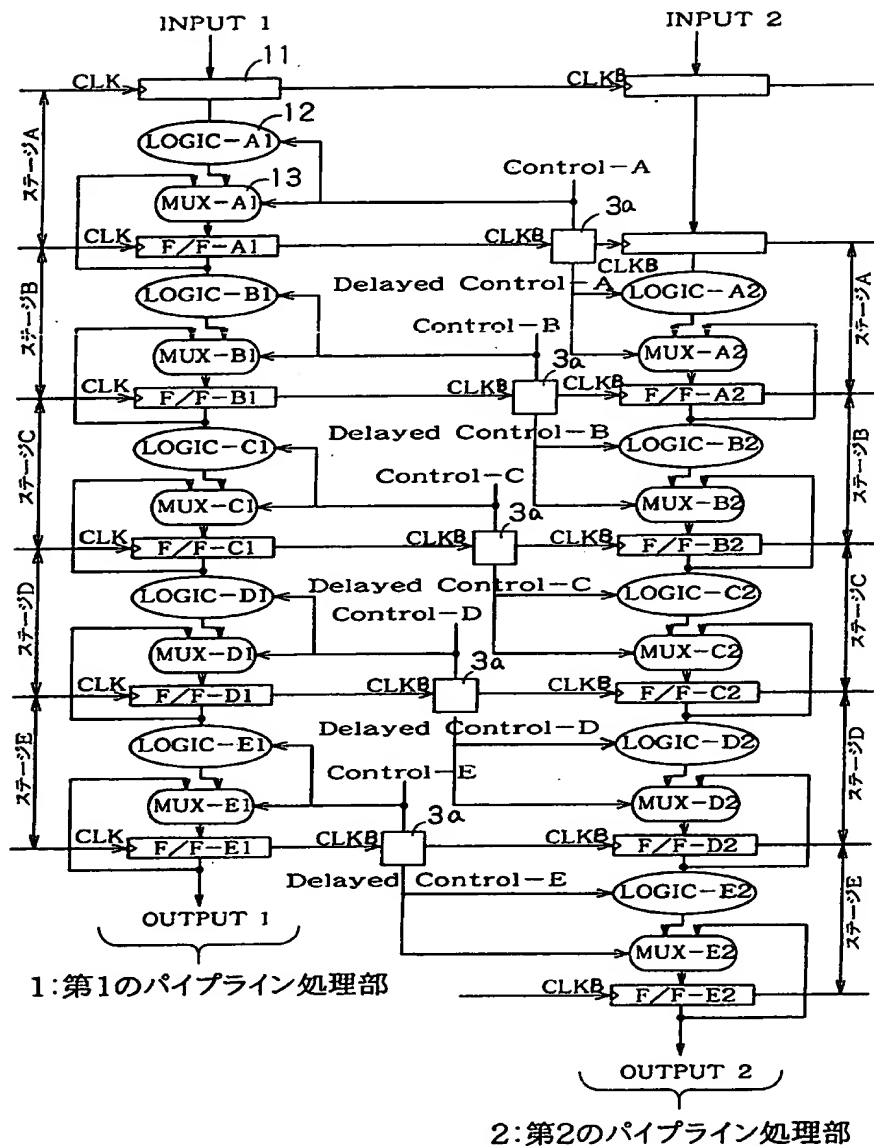 INPUT 1
INPUT 2
11
CLK
CLKB
12
LOGIC-A1
ステージA
Control-A
13
MUX-A1
3a
CLK
F/F-A1
CLKB
CLKB
Delayed Control-A
LOGIC-B1
LOGIC-A2
ステージB
Control-B
ステージA
MUX-B1
3a
MUX-A2
CLK
F/F-B1
CLKB
CLKB
F/F-A2
Delayed Control-B
LOGIC-C1
LOGIC-B2
ステージC
Control-C
ステージB
MUX-C1
3a
MUX-B2
CLK
F/F-C1
CLKB
CLKB
F/F-B2
Delayed Control-C
LOGIC-D1
LOGIC-C2
ステージD
Control-D
ステージC
MUX-D1
3a
MUX-C2
CLK
F/F-D1
CLKB
CLKB
F/F-C2
Delayed Control-D
LOGIC-E1
LOGIC-D2
ステージE
Control-E
ステージD
MUX-E1
3a
MUX-D2
CLK
F/F-E1
CLKB
CLKB
F/F-D2
Delayed Control-E
LOGIC-E2
OUTPUT 1
ステージE
MUX-E2
1:第1のパイプライン処理部
CLKB
F/F-E2
OUTPUT 2
2:第2のパイプライン処理部